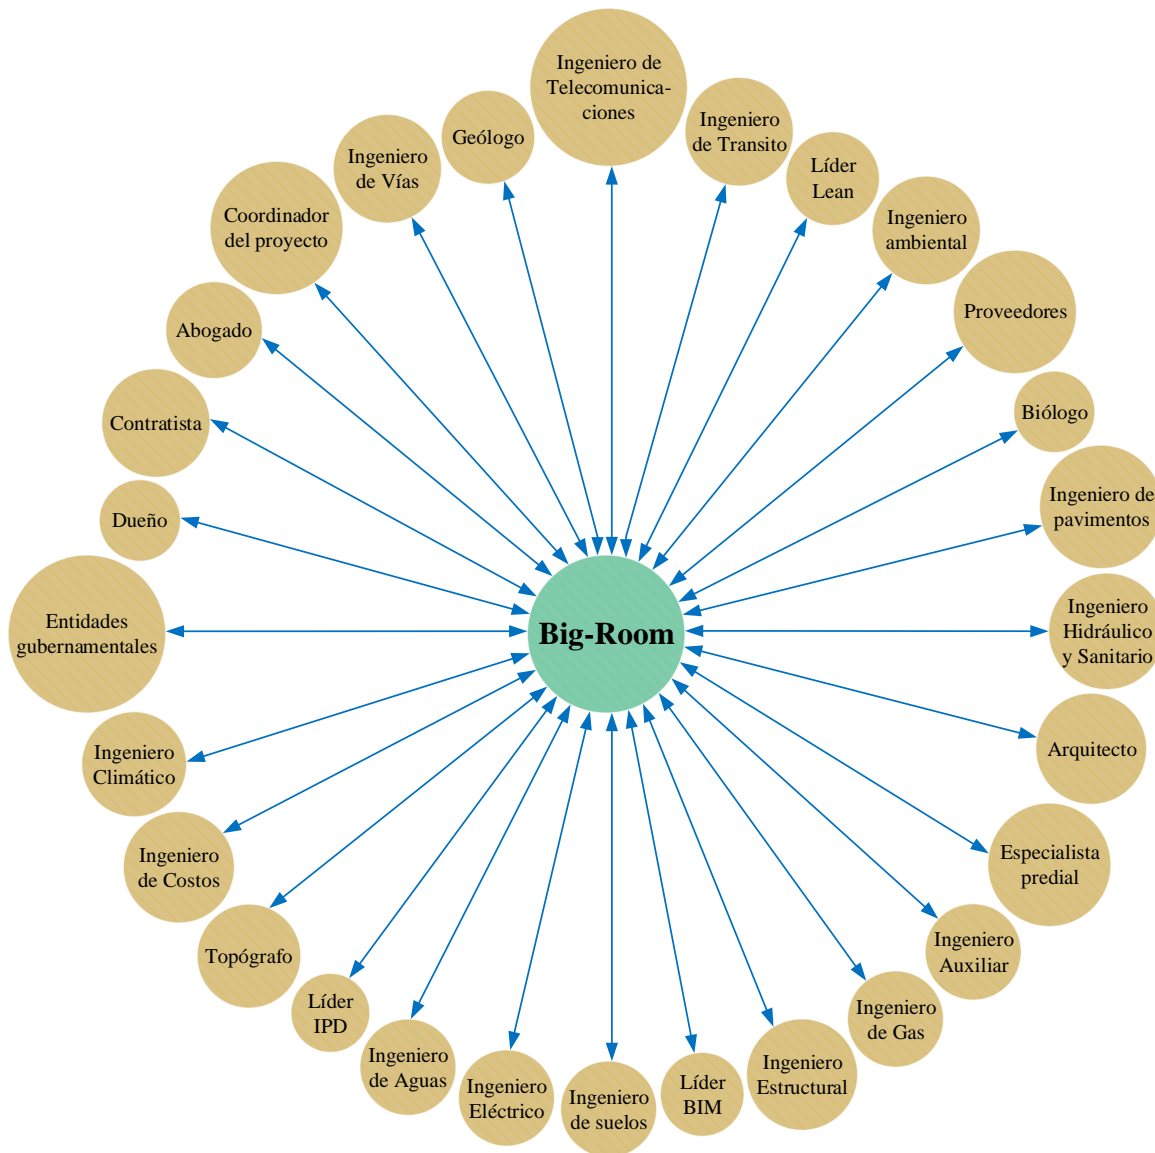 Ingeniero de
Telecomunica-
ciones
Ingeniero
de Transito
Líder
Lean
Ingeniero
ambiental
Proveedores
Biólogo
Ingeniero de
pavimentos
Ingeniero
Hidráulico
y Sanitario
Arquitecto
Especialista
predial
Ingeniero
Auxiliar
Ingeniero
de Gas
Ingeniero
Estructural
Líder
BIM
Ingeniero
de suelos
Ingeniero
Eléctrico
Ingeniero
de Aguas
Líder
IPD
Topógrafo
Ingeniero
de Costos
Ingeniero
Climático
Entidades
gubernamentales
Dueño
Contratista
Abogado
Coordinador
del proyecto
Ingeniero
de Vías
Geólogo
Big-Room